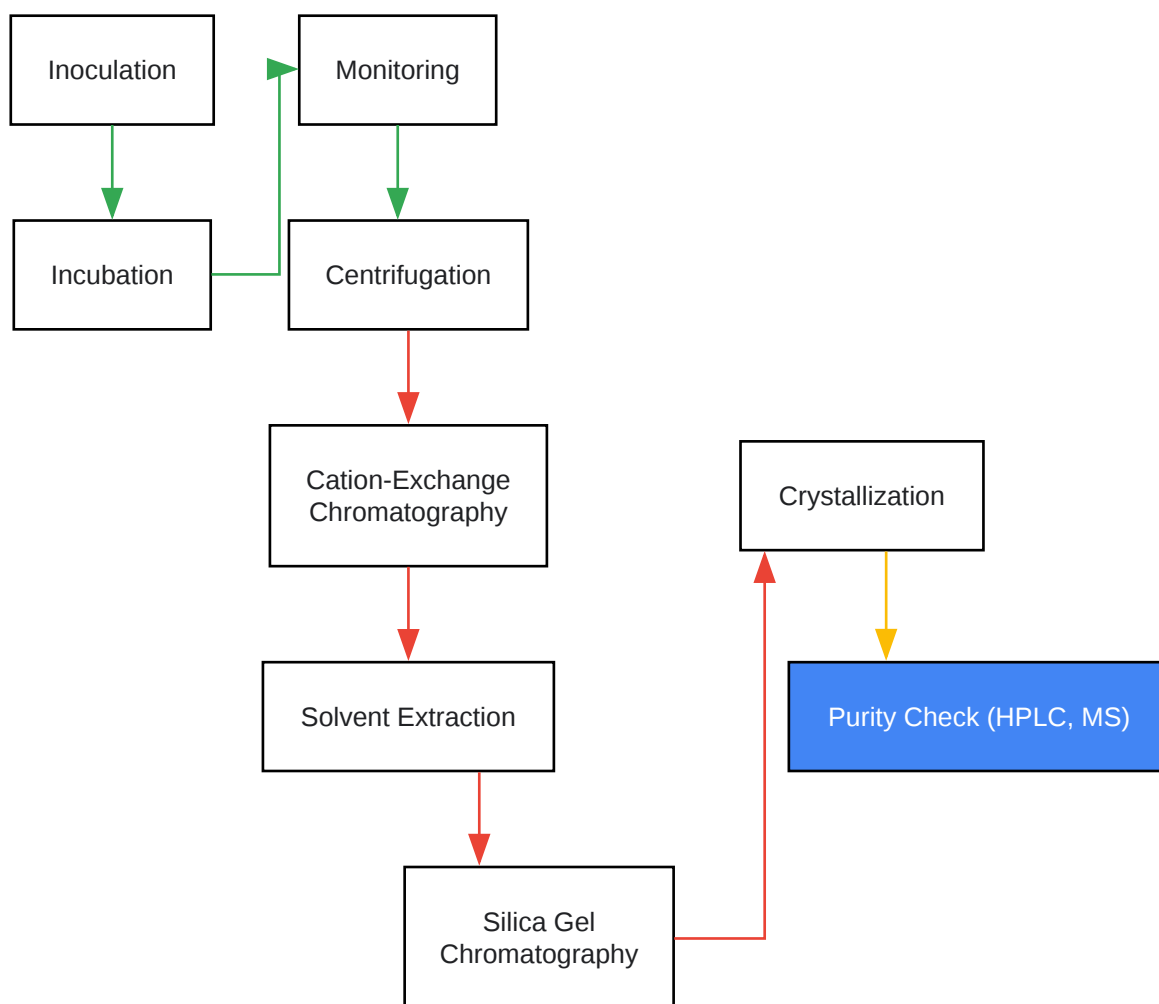 Inoculation
Monitoring
Incubation
Centrifugation
Cation-Exchange
Chromatography
Crystallization
Solvent Extraction
Purity Check (HPLC, MS)
Silica Gel
Chromatography